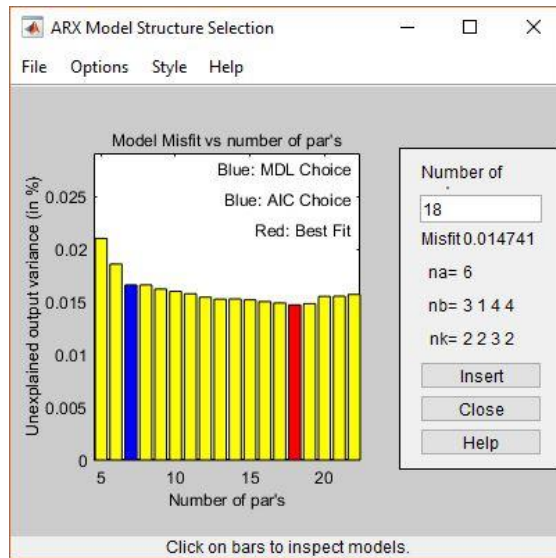 ARX Model Structure Selection
File Options Style Help
Model Misfit vs number of par's
Blue: MDL Choice
Blue: AIC Choice
Red: Best Fit
Unexplained output variance (in %)
0.025
0.02
0.015
0.01
0.005
0
5 10 15 20
Number of par's
Number of
18
Misfit 0.014741
na= 6
nb= 3 1 4 4
nk= 2 2 3 2
Insert
Close
Help
Click on bars to inspect models.